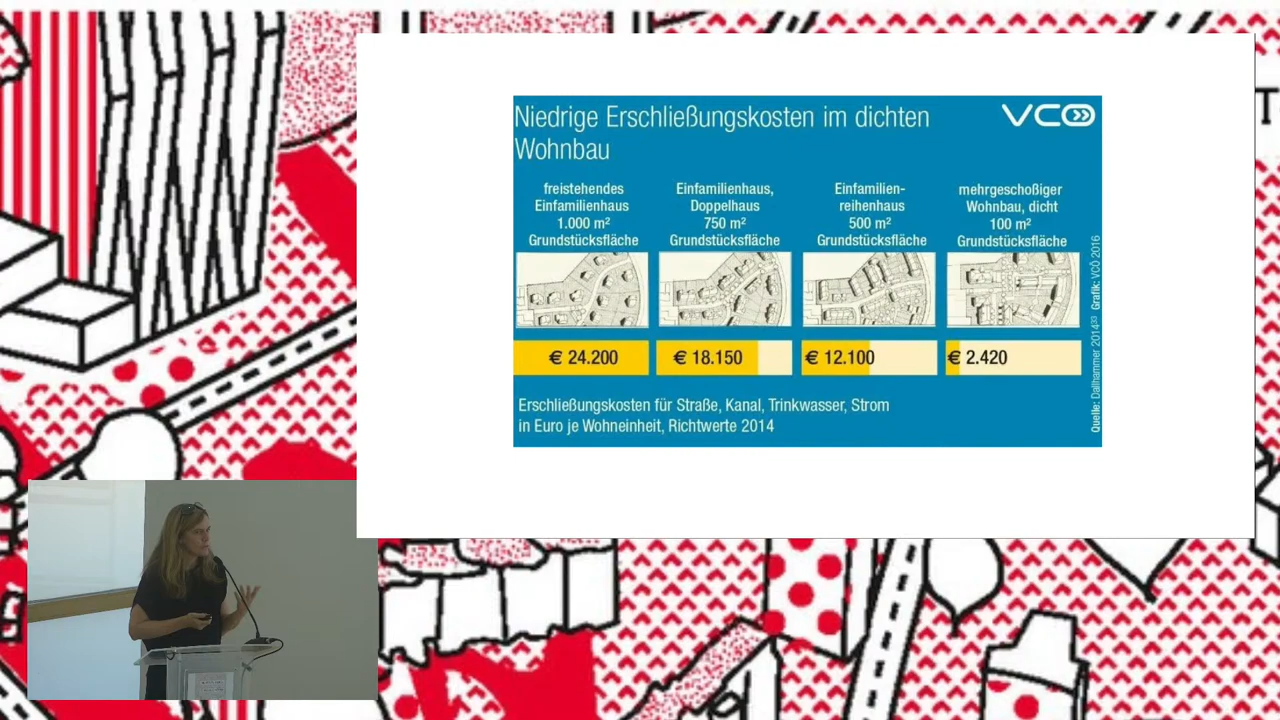 Niedrige Erschließungskosten im dichten
Wohnbau
VCÖ
freistehendes
Einfamilienhaus
1.000 m²
Grundstücksfläche
Einfamilienhaus,
Doppelhaus
750 m²
Grundstücksfläche
Einfamilien-
reihenhaus
500 m²
Grundstücksfläche
mehrgeschoßiger
Wohnbau, dicht
100 m²
Grundstücksfläche
€ 24.200
€ 18.150
€ 12.100
€ 2.420
Erschließungskosten für Straße, Kanal, Trinkwasser, Strom
in Euro je Wohneinheit, Richtwerte 2014
Quelle: Dallhammer 2014³³ Grafik: VCÖ 2016
T